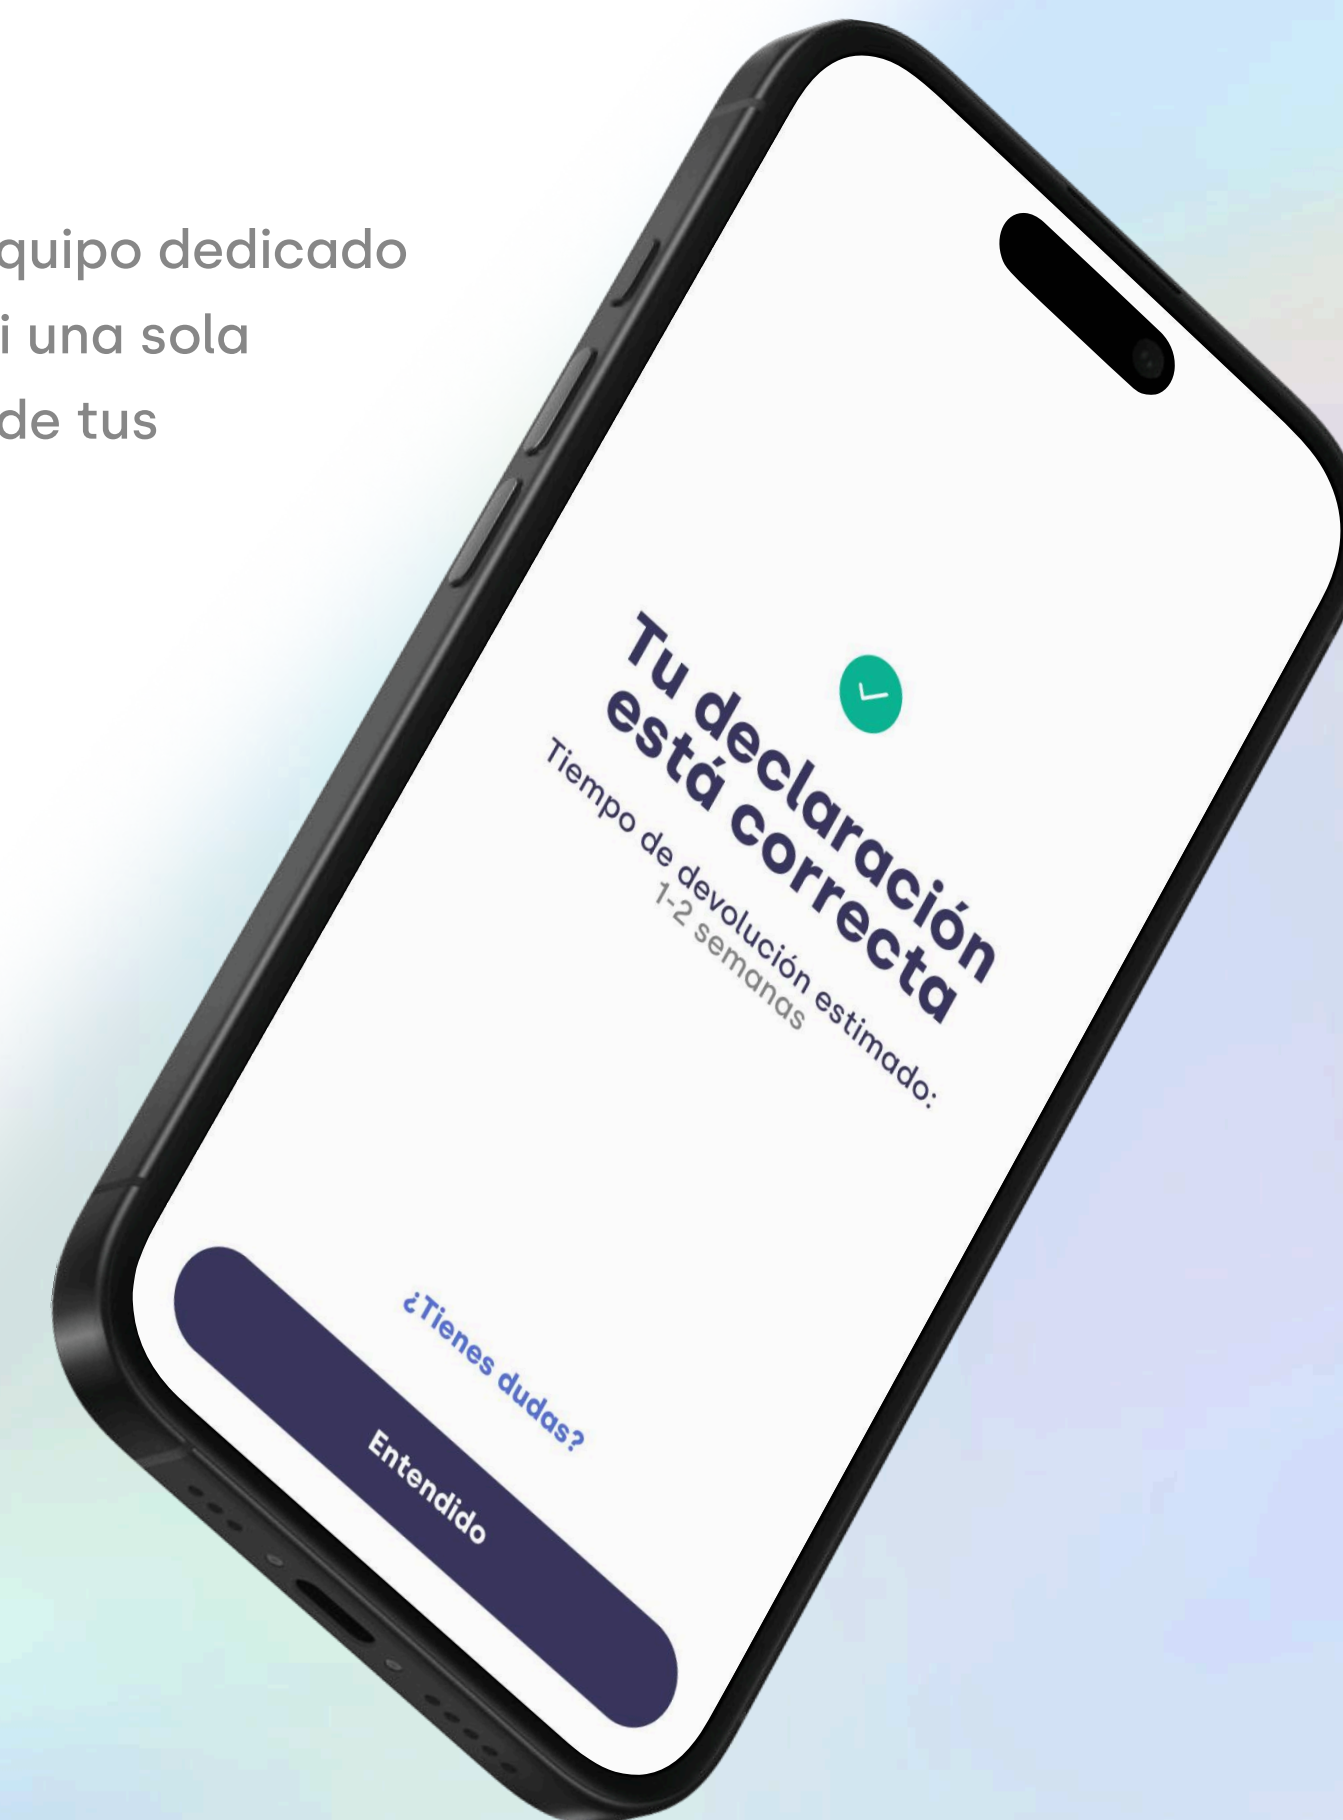 quipo dedicado
i una sola
de tus
Tu declaración
está correcta
Tiempo de devolución estimado:
1-2 semanas
¿Tienes dudas?
Entendido